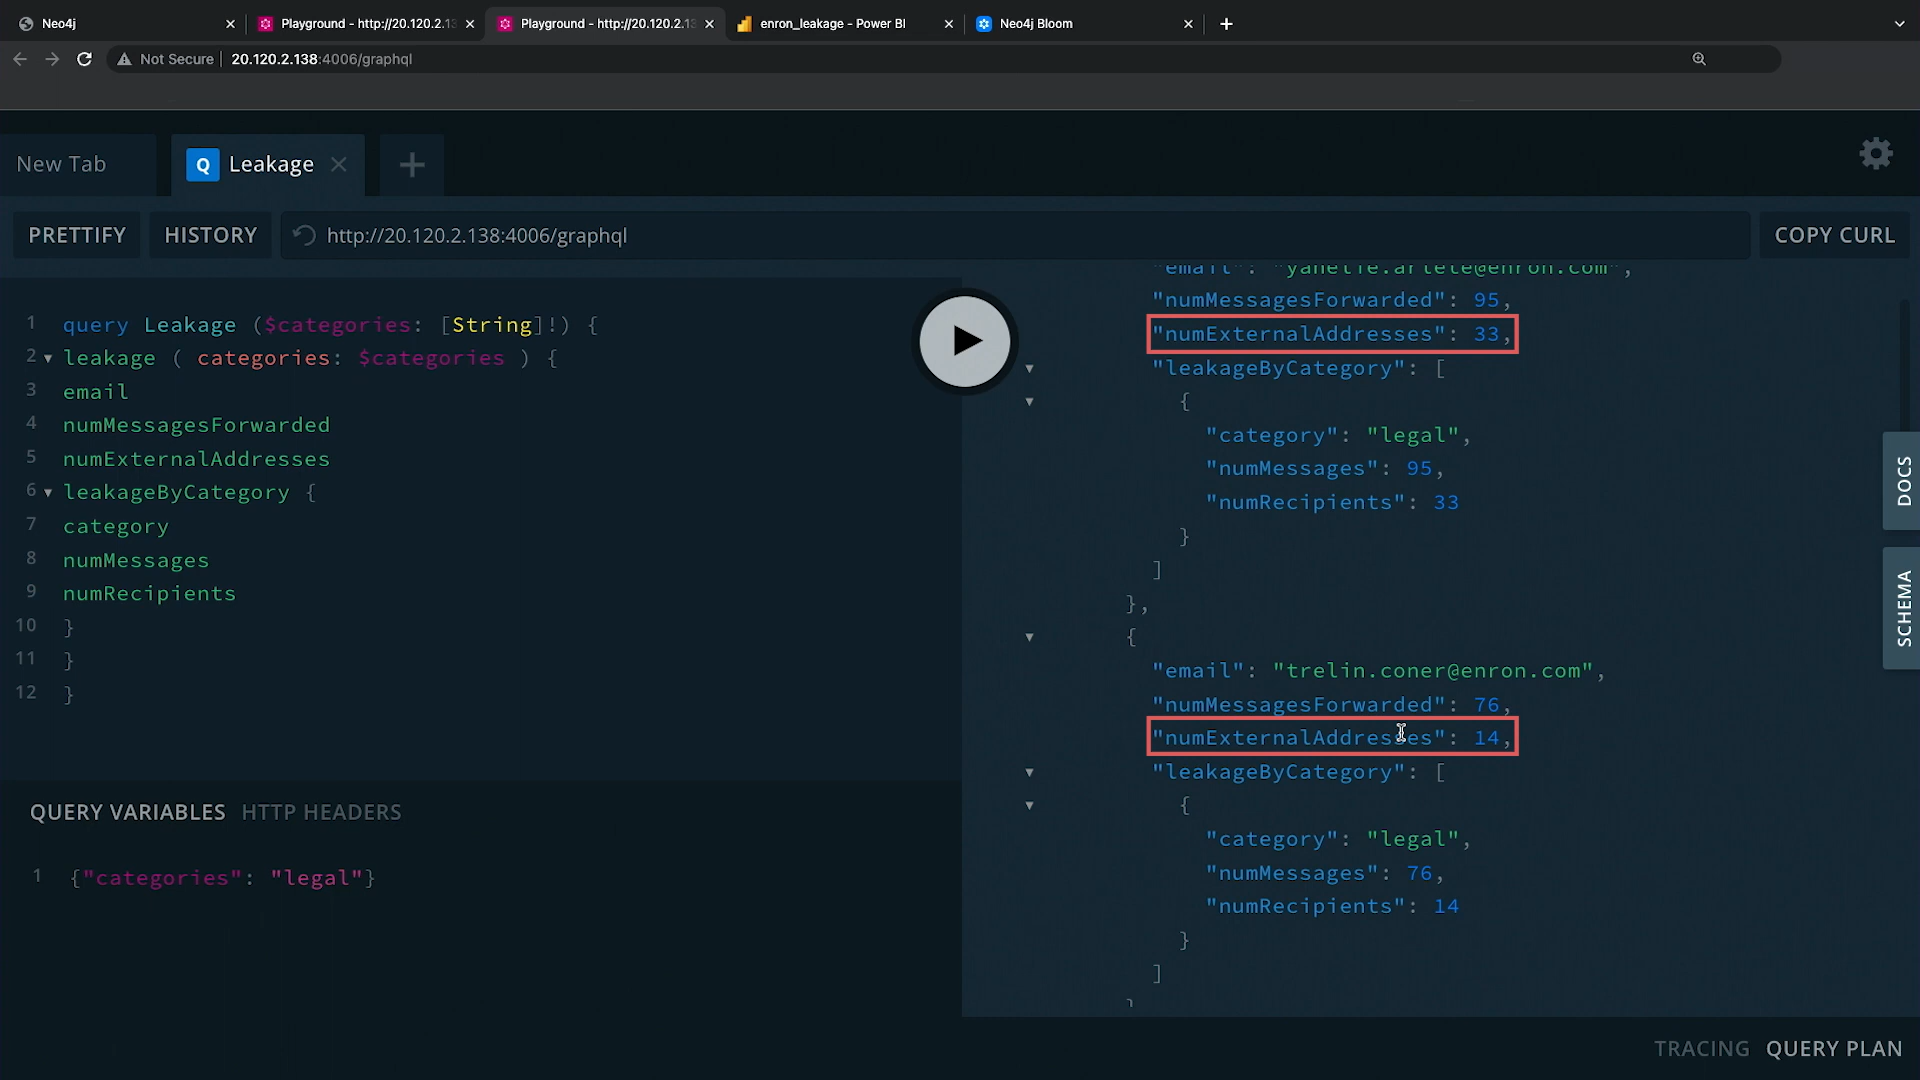 Neo4j
Playground - http://20.120.2.13
Playground - http://20.120.2.13
enron_leakage - Power BI
Neo4j Bloom
Not Secure
20.120.2.138:4006/graphql
New Tab
Q Leakage
PRETTIFY
HISTORY
http://20.120.2.138:4006/graphql
COPY CURL
1 query Leakage ($categories: [String]!) {
2 leakage ( categories: $categories ) {
3 email
4 numMessagesForwarded
5 numExternalAddresses
6 leakageByCategory {
7 category
8 numMessages
9 numRecipients
10 }
11 }
12 }
QUERY VARIABLES
HTTP HEADERS
1 {"categories": "legal"}
"email":
"numMessagesForwarded": 95,
"numExternalAddresses": 33,
"leakageByCategory": [
{
"category": "legal",
"numMessages": 95,
"numRecipients": 33
}
]
},
{
"email": "trelin.coner@enron.com",
"numMessagesForwarded": 76,
"numExternalAddresses": 14,
"leakageByCategory": [
{
"category": "legal",
"numMessages": 76,
"numRecipients": 14
}
]
DOCS
SCHEMA
TRACING
QUERY PLAN